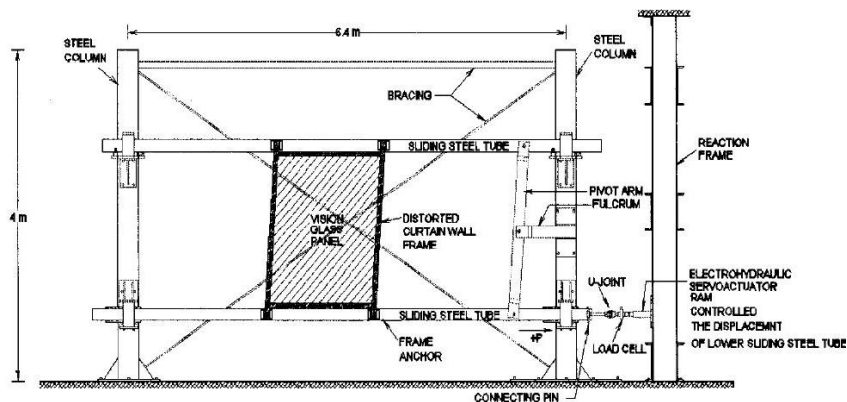 6.4 m
STEEL
COLUMN
STEEL
COLUMN
BRACING
SLIDING STEEL TUBE
REACTION
FRAME
4 m
PIVOT ARM
FULCRUM
VISION
GLASS
PANEL
DISTORTED
CURTAIN WALL
FRAME
U-JOINT
ELECTROHYDRAULIC
SERVOACTUATOR
RAM
CONTROLLED
THE DISPLACEMNT
OF LOWER SLIDING STEEL TUBE
SLIDING STEEL TUBE
+P
LOAD CELL
FRAME
ANCHOR
CONNECTING PIN